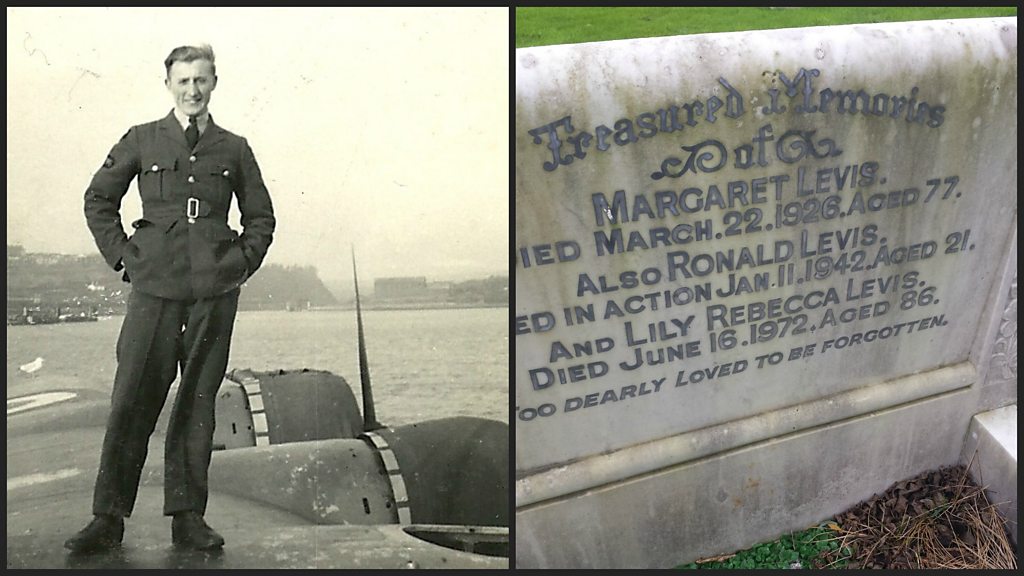 Treasured Memories
of
MARGARET LEVIS.
IED MARCH. 22. 1926. AGED 77.
ALSO RONALD LEVIS.
ED IN ACTION JAN. 11. 1942. AGED 21.
AND LILY REBECCA LEVIS.
DIED JUNE 16. 1972. AGED 86.
OO DEARLY LOVED TO BE FORGOTTEN.